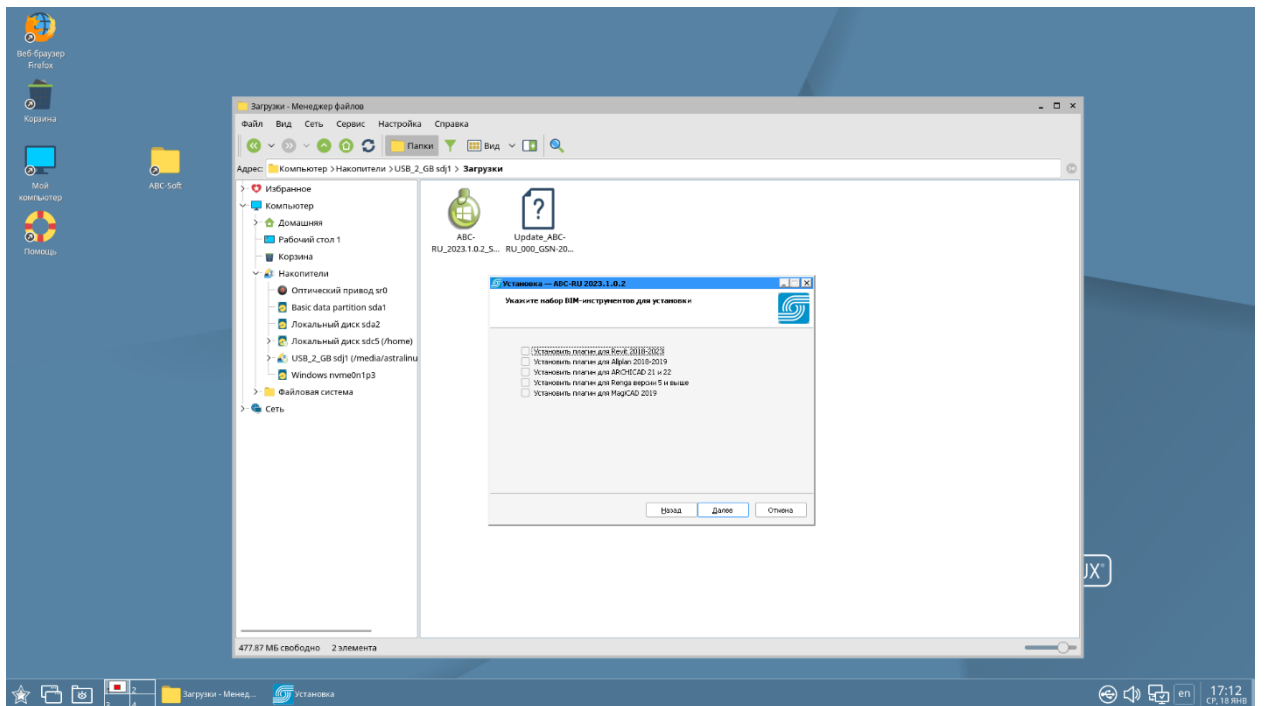 Веб-браузер
Firefox
Корзина
Мой
компьютер
ABC-Soft
Помощь
Загрузки - Менеджер файлов
Файл Вид Сеть Сервис Настройка Справка
Папки Вид
Адрес: Компьютер > Накопители > USB_2_GB sdj1 > Загрузки
Избранное
Компьютер
Домашняя
Рабочий стол 1
Корзина
Накопители
Оптический привод sr0
Basic data partition sda1
Локальный диск sda2
Локальный диск sdc5 (/home)
USB_2_GB sdj1 (/media/astralinu
Windows nvme0n1p3
Файловая система
Сеть
ABC-
RU_2023.1.0.2_S...
Update_ABC-
RU_000_GSN-20...
Установка — ABC-RU 2023.1.0.2
Укажите набор BIM-инструментов для установки
Установить плагин для Revit 2018-2023
Установить плагин для Allplan 2018-2019
Установить плагин для ARCHICAD 21 и 22
Установить плагин для Renga версии 5 и выше
Установить плагин для MagiCAD 2019
Назад Далее Отмена
UX®
477.87 МБ свободно 2 элемента
2
3 4
Загрузки - Менед...
Установка
en
17:12
СР, 18 ЯНВ